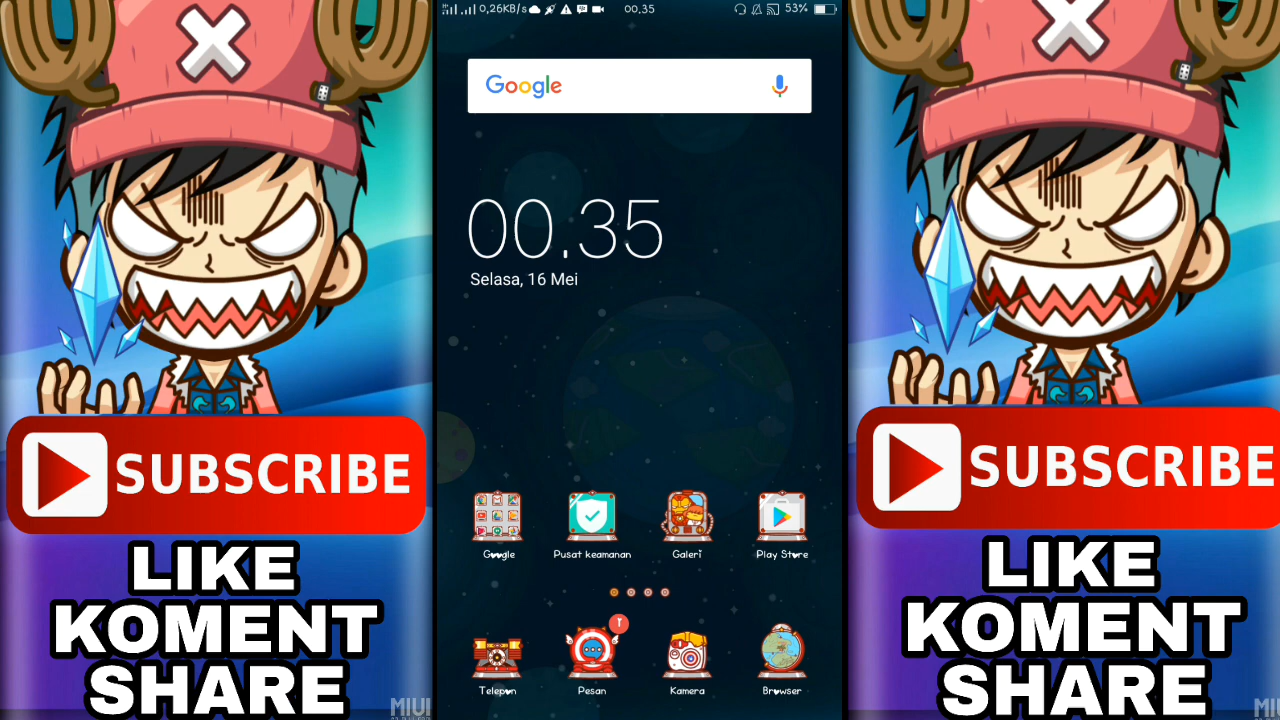 0,26KB/s 00.35 53%
Google
00.35
Selasa, 16 Mei
Google Pusat keamanan Galeri Play Store
Telepon Pesan Kamera Browser
SUBSCRIBE
LIKE
KOMENT
SHARE
MIUI
SUBSCRIBE
LIKE
KOMENT
SHARE